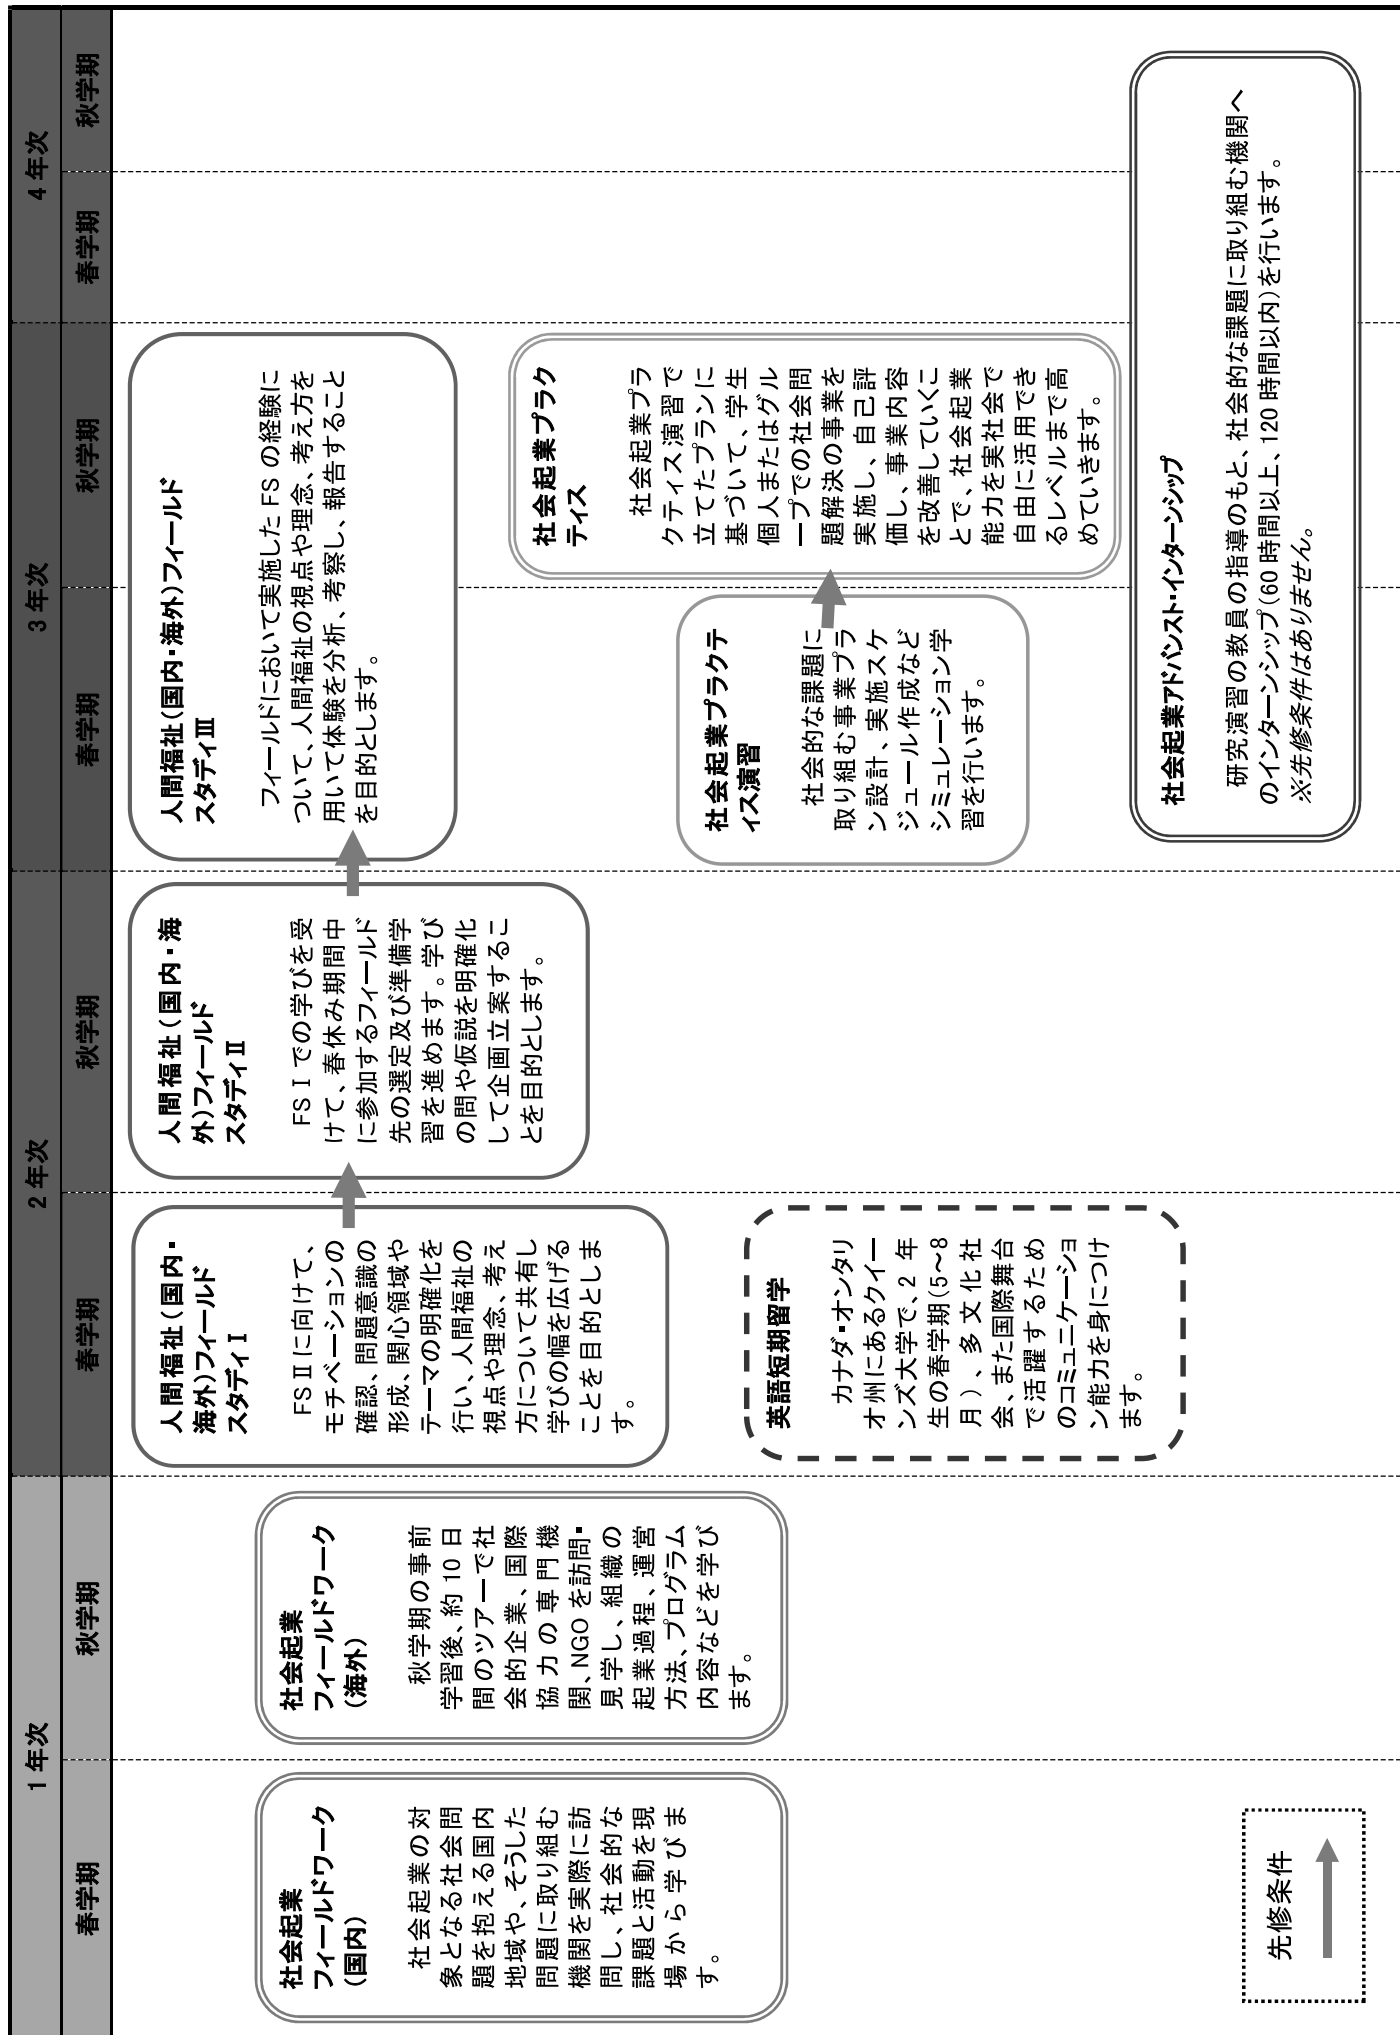 1 年次
2 年次
3 年次
4 年次
春学期
秋学期
春学期
秋学期
春学期
秋学期
春学期
秋学期
社会起業
フィールドワーク
（国内）
社会起業の対
象となる社会問
題を抱える国内
地域や、そうした
問題に取り組む
機関を実際に訪
問し、社会的な
課題と活動を現
場から学びま
す。
社会起業
フィールドワーク
（海外）
秋学期の事前
学習後、約 10 日
間のツアーで社
会的企業、国際
協力の専門機
関、NGO を訪問・
見学し、組織の
起業過程、運営
方法、プログラム
内容などを学び
ます。
人間福祉（国内・
海外）フィールド
スタディⅠ
FSⅡに向けて、
モチベーションの
確認、問題意識の
形成、関心領域や
テーマの明確化を
行い、人間福祉の
視点や理念、考え
方について共有し
学びの幅を広げる
ことを目的としま
す。
英語短期留学
カナダ・オンタリ
オ州にあるクイー
ンズ大学で、2 年
生の春学期（5～8
月）、多文化社
会、また国際舞台
で活躍するため
のコミュニケーショ
ン能力を身につけ
ます。
人間福祉（国内・海
外）フィールド
スタディⅡ
FSⅠでの学びを受
けて、春休み期間中
に参加するフィールド
先の選定及び準備学
習を進めます。学び
の問や仮説を明確化
して企画立案するこ
とを目的とします。
人間福祉（国内・海外）フィールド
スタディⅢ
フィールドにおいて実施した FS の経験に
ついて、人間福祉の視点や理念、考え方を
用いて体験を分析、考察し、報告すること
を目的とします。
社会起業プラクテ
ィス演習
社会的な課題に
取り組む事業プラ
ン設計、実施スケ
ジュール作成など
シミュレーション学
習を行います。
社会起業プラク
ティス
社会起業プラ
クティス演習で
立てたプランに
基づいて、学生
個人またはグル
ープでの社会問
題解決の事業を
実施し、自己評
価し、事業内容
を改善していくこ
とで、社会起業
能力を実社会で
自由に活用でき
るレベルまで高
めていきます。
社会起業アドバンスト・インターンシップ
研究演習の教員の指導のもと、社会的な課題に取り組む機関へ
のインターンシップ（60 時間以上、120 時間以内）を行います。
※先修条件はありません。
先修条件